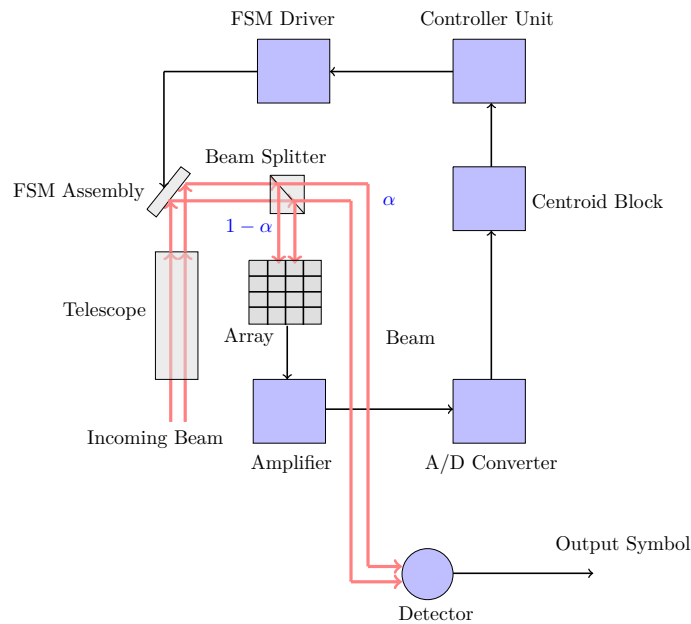 FSM Driver
Controller Unit
Beam Splitter
FSM Assembly
α
Centroid Block
1 − α
Telescope
Array
Beam
Incoming Beam
Amplifier
A/D Converter
Output Symbol
Detector